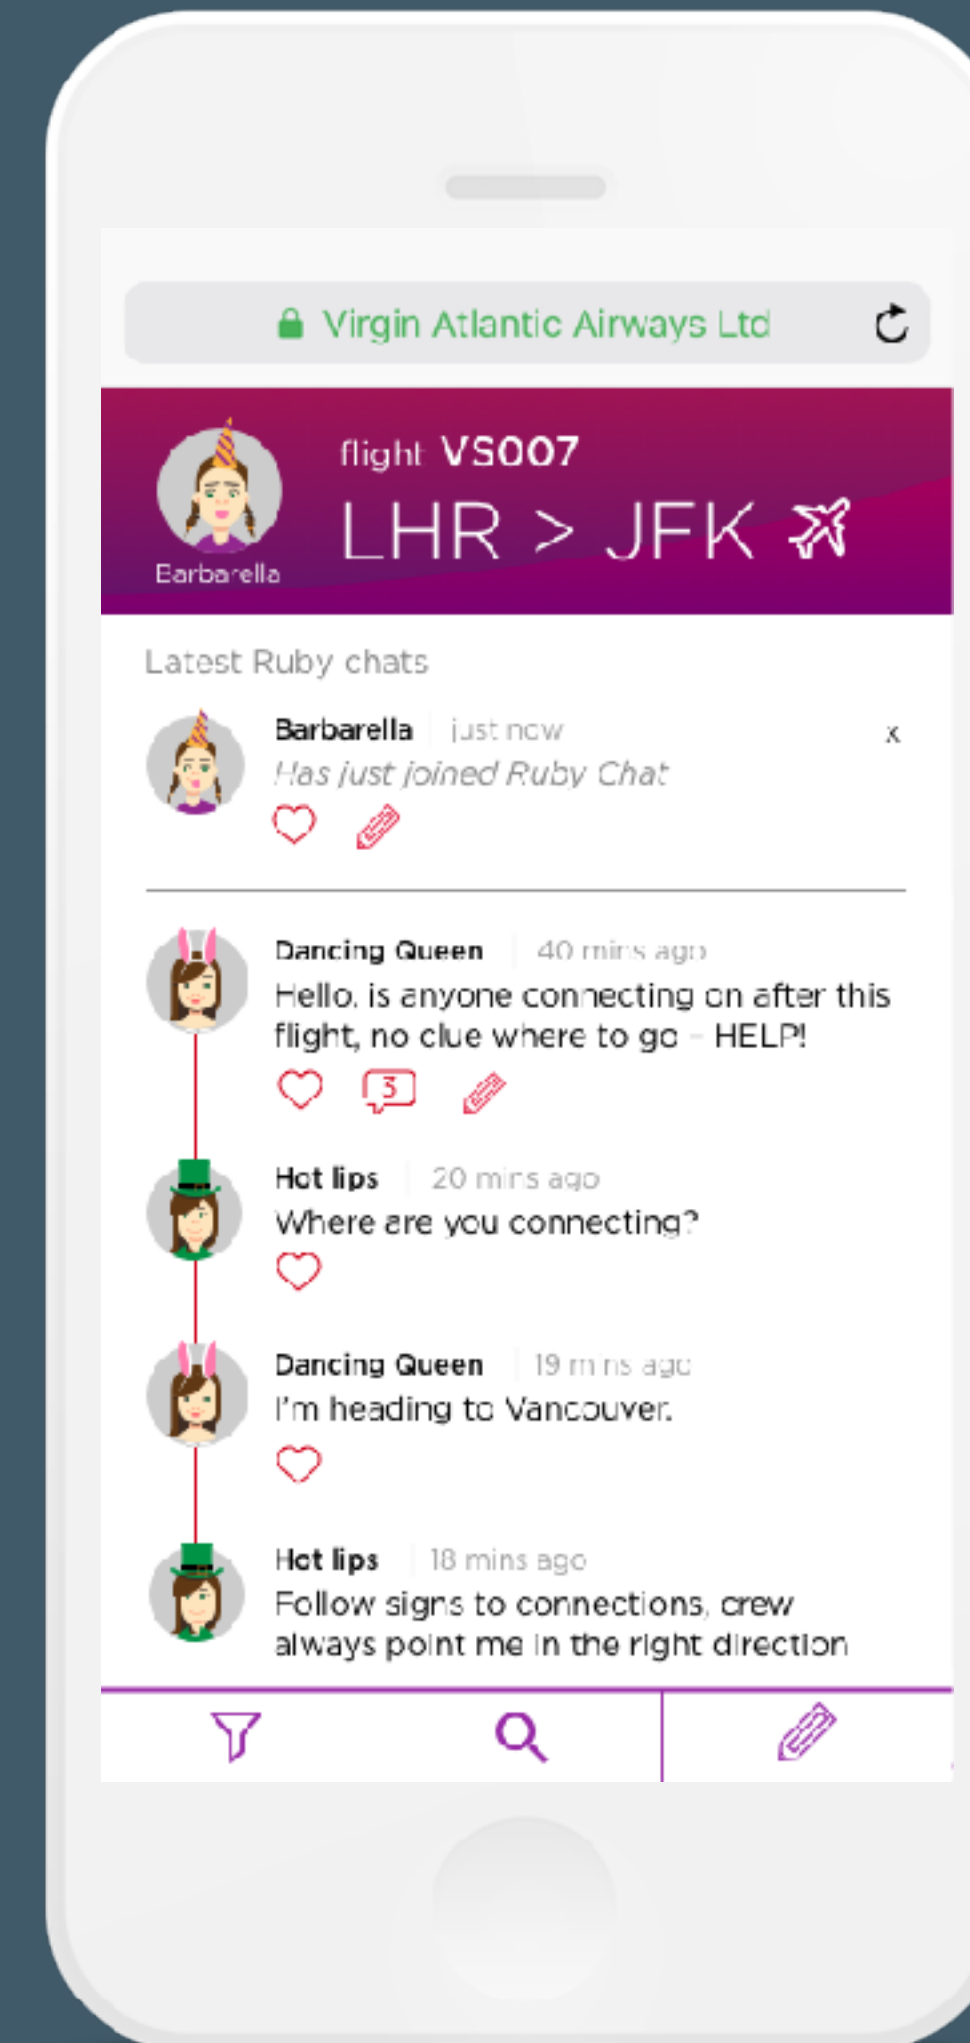 Virgin Atlantic Airways Ltd
flight VS007
LHR > JFK
Barbarella
Latest Ruby chats
Barbarella just now x
Has just joined Ruby Chat
Dancing Queen 40 mins ago
Hello, is anyone connecting on after this
flight, no clue where to go – HELP!
3
Hot lips 20 mins ago
Where are you connecting?
Dancing Queen 19 mins ago
I'm heading to Vancouver.
Hot lips 18 mins ago
Follow signs to connections, crew
always point me in the right direction